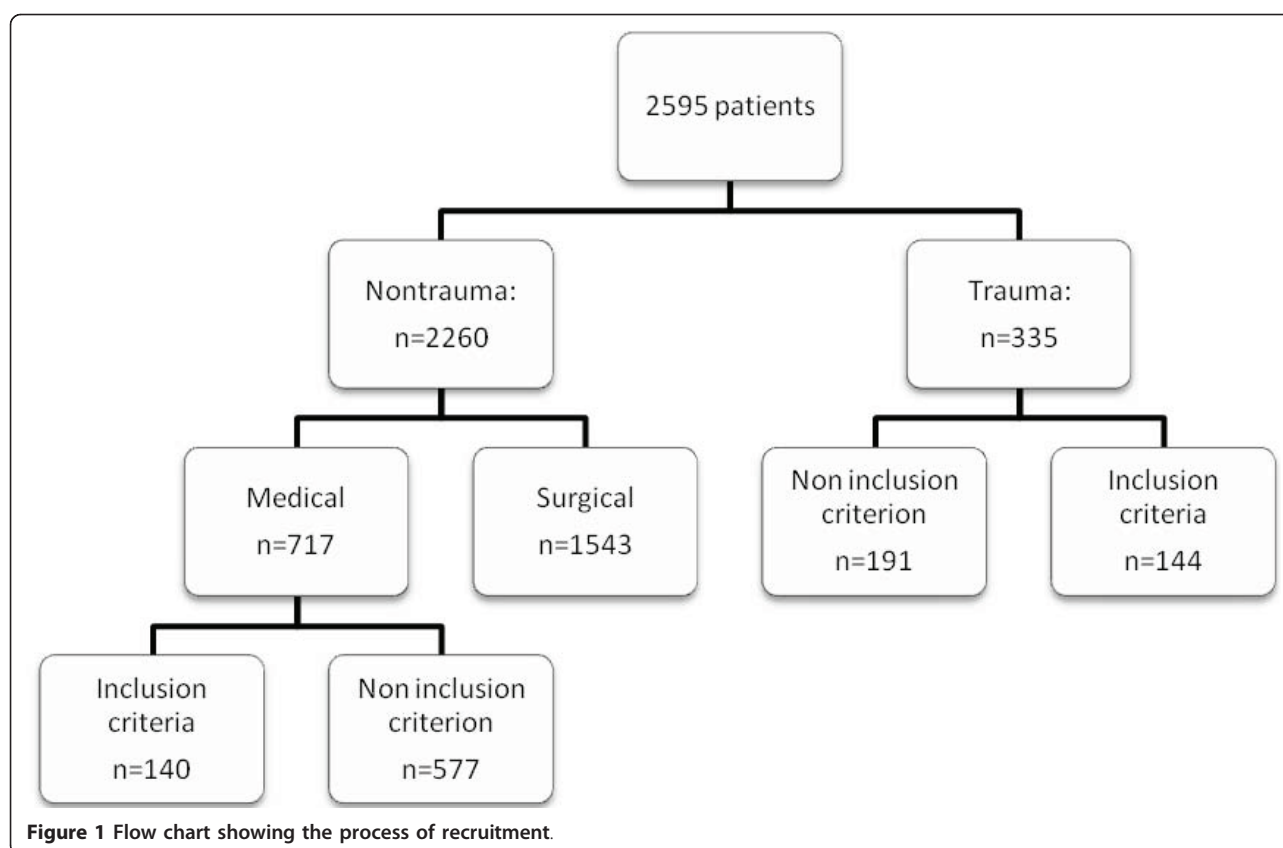 2595 patients
Nontrauma:
n=2260
Trauma:
n=335
Medical
n=717
Surgical
n=1543
Non inclusion
criterion
n=191
Inclusion
criteria
n=144
Inclusion
criteria
n=140
Non inclusion
criterion
n=577
Figure 1 Flow chart showing the process of recruitment.